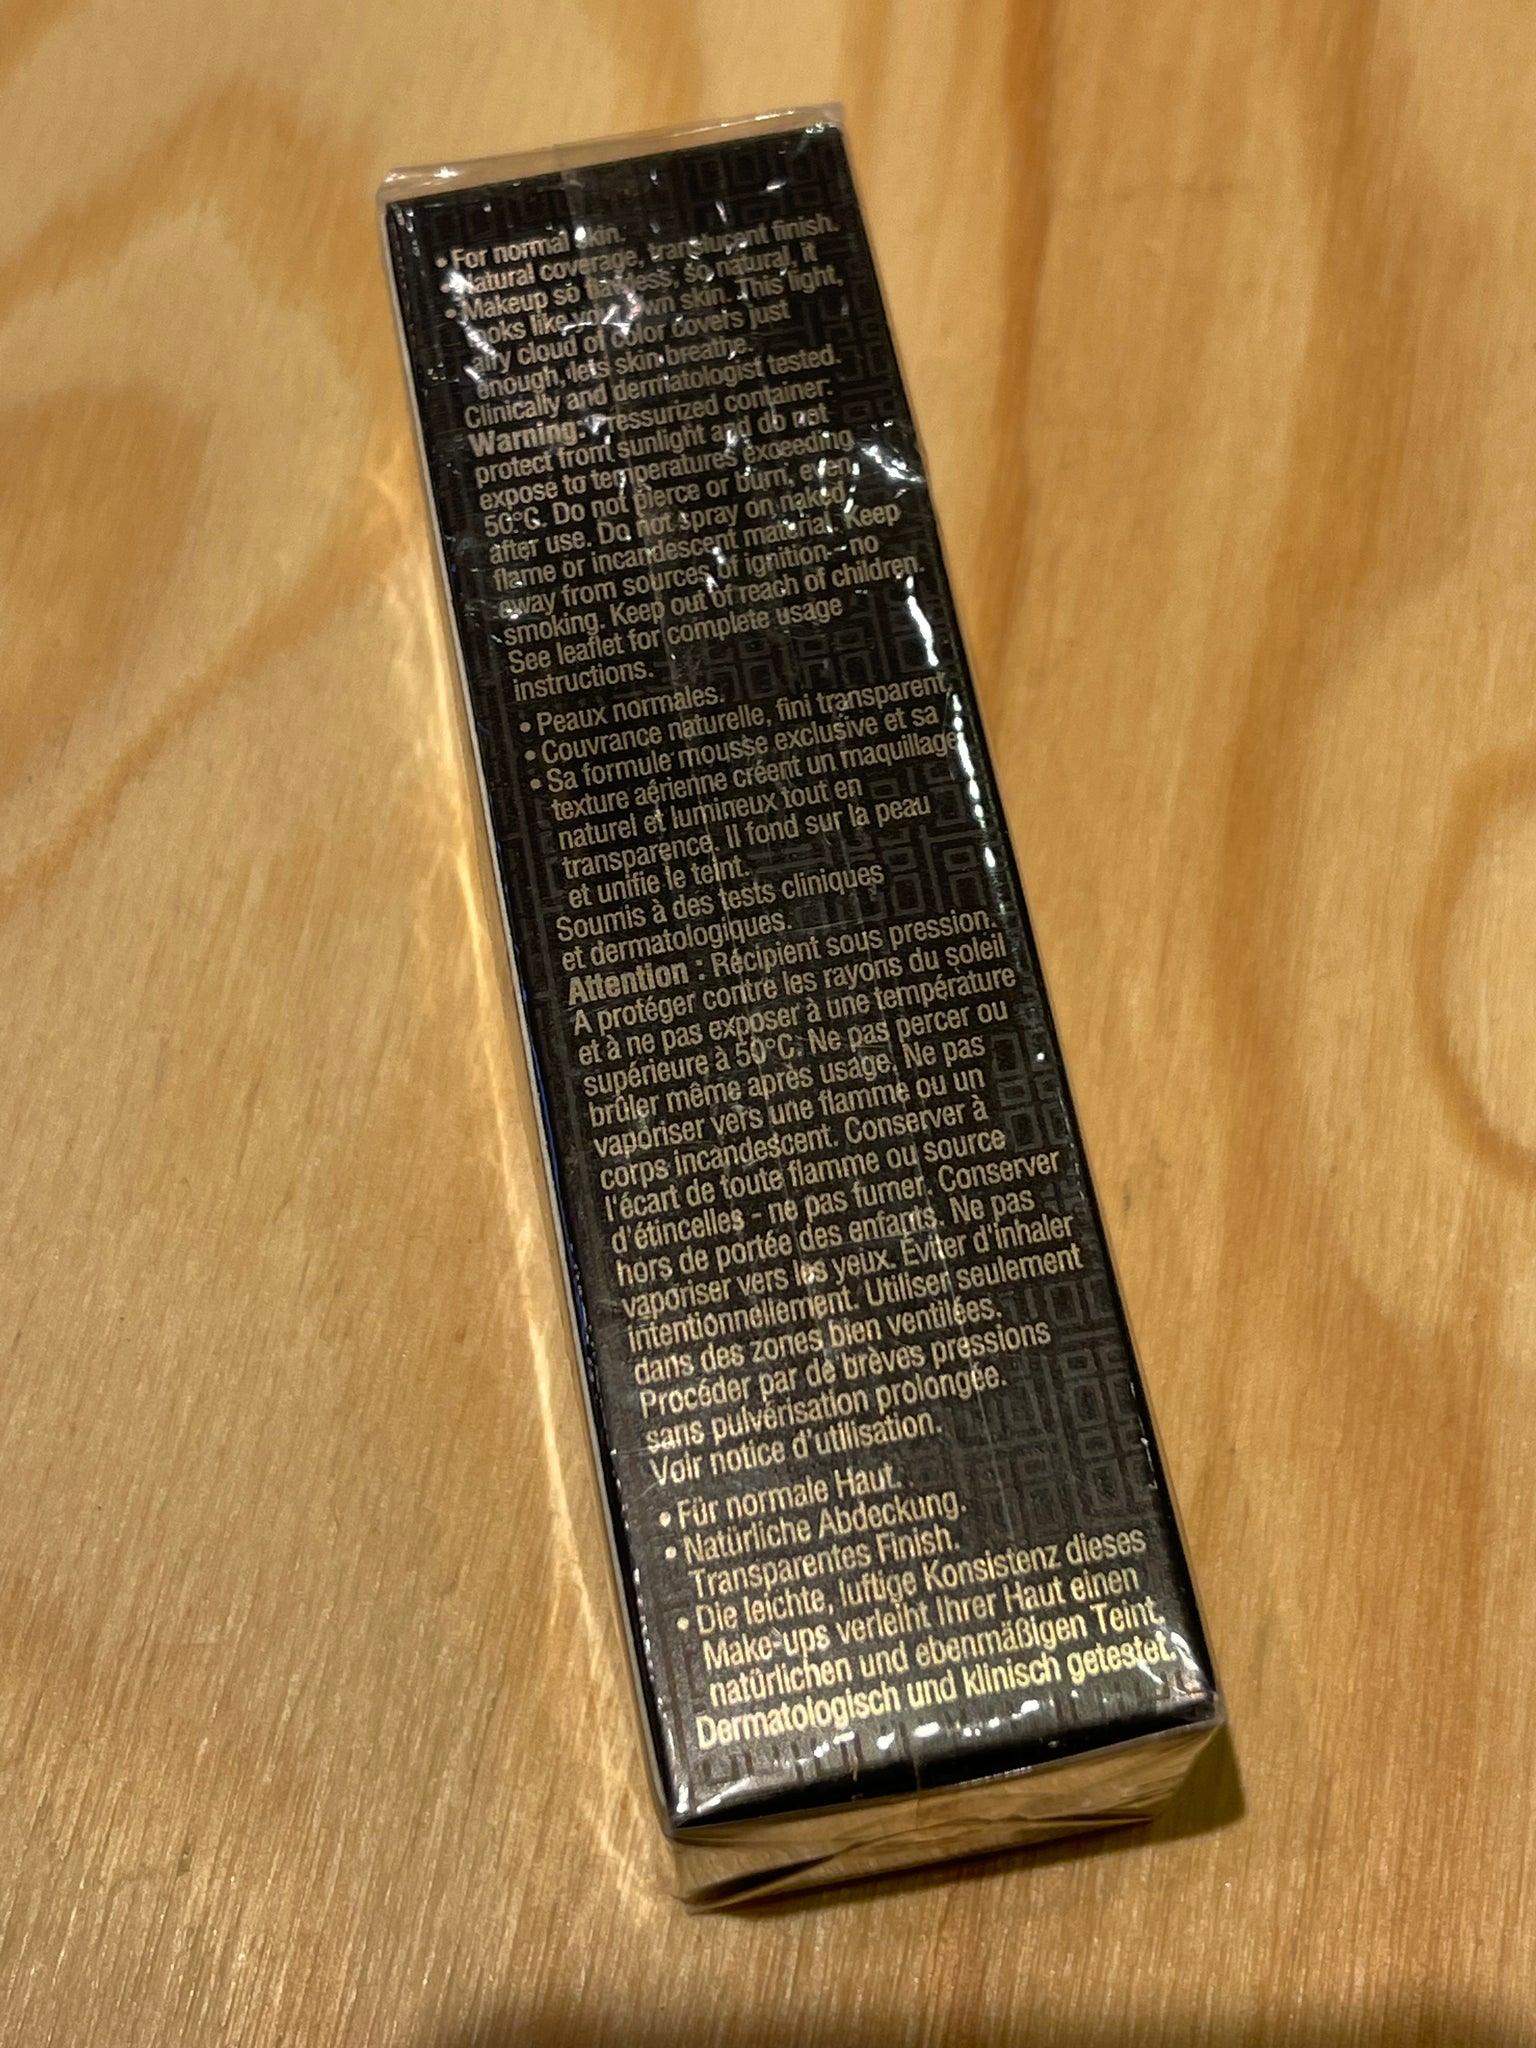 • For normal skin.
• Natural coverage, translucent finish.
• Makeup so flawless, so natural, it
looks like your own skin. This light,
airy cloud of color covers just
enough, lets skin breathe.
Clinically and dermatologist tested.
Warning: Pressurized container:
protect from sunlight and do not
expose to temperatures exceeding
50°C. Do not pierce or burn, even
after use. Do not spray on naked
flame or incandescent material. Keep
away from sources of ignition - no
smoking. Keep out of reach of children.
See leaflet for complete usage
instructions.
• Peaux normales.
• Couvrance naturelle, fini transparent.
• Sa formule mousse exclusive et sa
texture aérienne créent un maquillage
naturel et lumineux tout en
transparence. Il fond sur la peau
et unifie le teint.
Soumis à des tests cliniques
et dermatologiques.
Attention : Récipient sous pression.
A protéger contre les rayons du soleil
et à ne pas exposer à une température
supérieure à 50°C. Ne pas percer ou
brûler même après usage. Ne pas
vaporiser vers une flamme ou un
corps incandescent. Conserver à
l'écart de toute flamme ou source
d'étincelles - ne pas fumer. Conserver
hors de portée des enfants. Ne pas
vaporiser vers les yeux. Éviter d'inhaler
intentionnellement. Utiliser seulement
dans des zones bien ventilées.
Procéder par de brèves pressions
sans pulvérisation prolongée.
Voir notice d'utilisation.
• Für normale Haut.
• Natürliche Abdeckung.
Transparentes Finish.
• Die leichte, luftige Konsistenz dieses
Make-ups verleiht Ihrer Haut einen
natürlichen und ebenmäßigen Teint.
Dermatologisch und klinisch getestet.